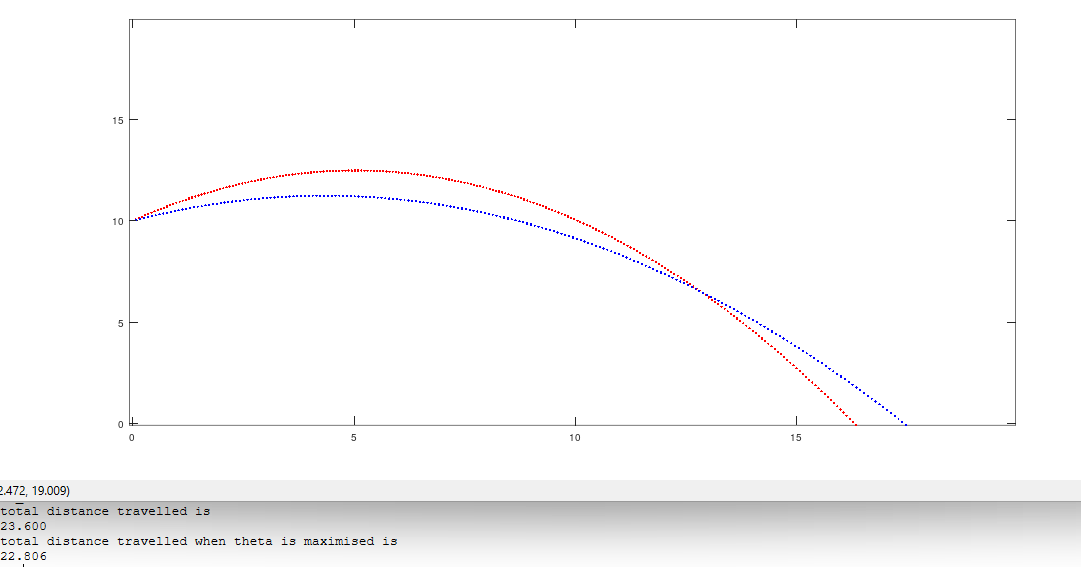 15
10
5
0
0 5 10 15
2.472, 19.009)
total distance travelled is
23.600
total distance travelled when theta is maximised is
22.806